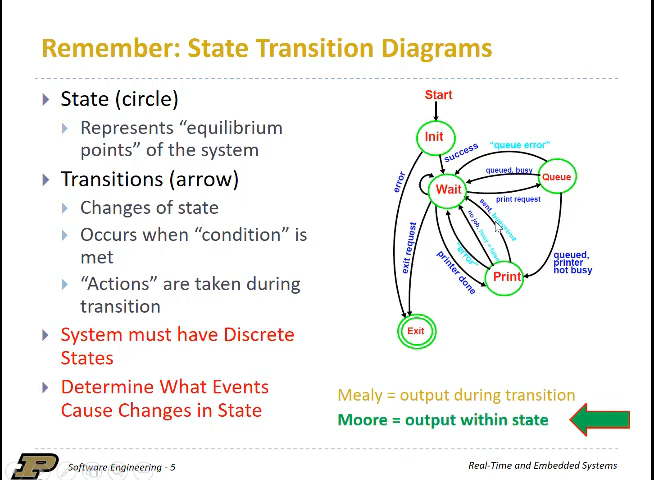 Remember: State Transition Diagrams
State (circle)
Represents “equilibrium
points” of the system
Transitions (arrow)
Changes of state
Occurs when “condition” is
met
“Actions” are taken during
transition
System must have Discrete
States
Determine What Events
Cause Changes in State
Start
Init
success
"queue error"
queued, busy
Queue
Wait
print request
error
exit request
sent,
no job,
"error"
printer done
queued,
printer
not busy
Print
Exit
Mealy = output during transition
Moore = output within state
P
Software Engineering - 5
Real-Time and Embedded Systems